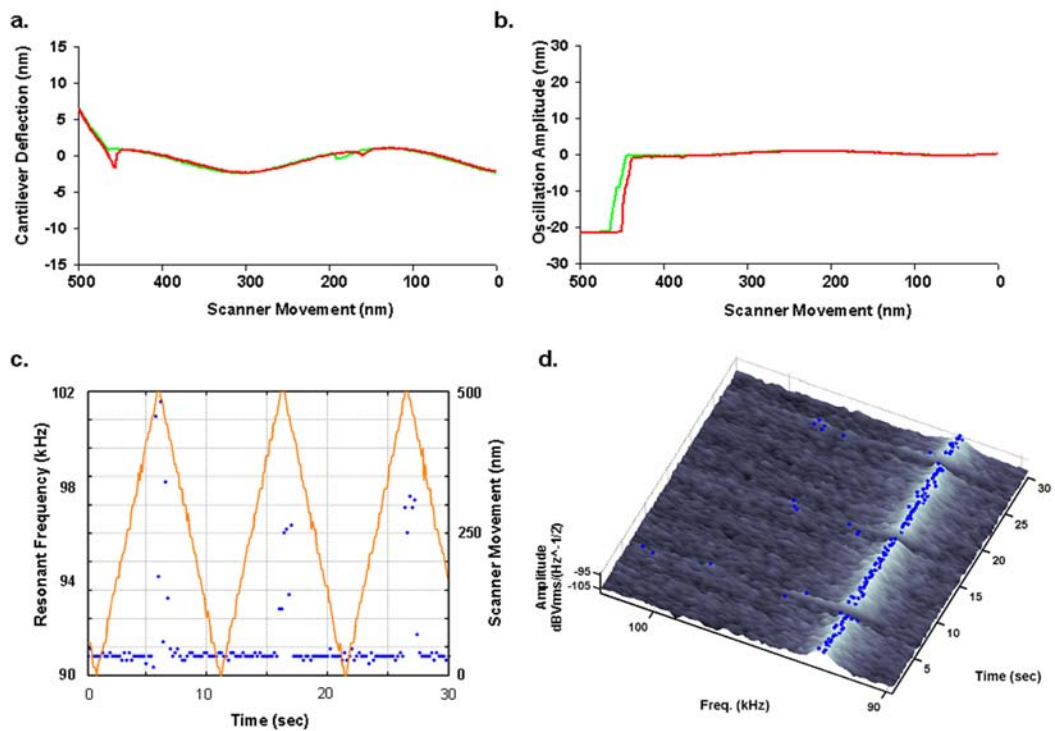 a.
Cantilever Deflection (nm)
15
10
5
0
-5
-10
-15
500 400 300 200 100 0
Scanner Movement (nm)
b.
Oscillation Amplitude (nm)
30
20
10
0
-10
-20
-30
500 400 300 200 100 0
Scanner Movement (nm)
c.
Resonant Frequency (kHz)
102
98
94
90
500
250
0
Scanner Movement (nm)
0 10 20 30
Time (sec)
d.
Amplitude
dBVrms/(Hz^-1/2)
-95
-105
100
90
Freq. (kHz)
5
10
15
20
25
30
Time (sec)